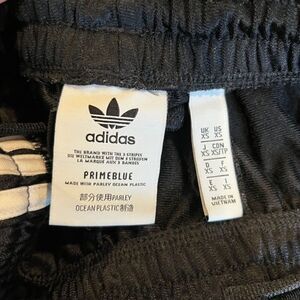 adidas
THE BRAND WITH THE 3 STRIPES
DIE WELTMARKE MIT DEN 3 STREIFEN
LA MARQUE AUX 3 BANDES
PRIMEBLUE
MADE WITH PARLEY OCEAN PLASTIC
部分使用PARLEY
OCEAN PLASTIC制造
UK US
XS XS
J CDN
XS XS/TP
D F
XS XS
E I
XS XS
MADE IN
VIETNAM